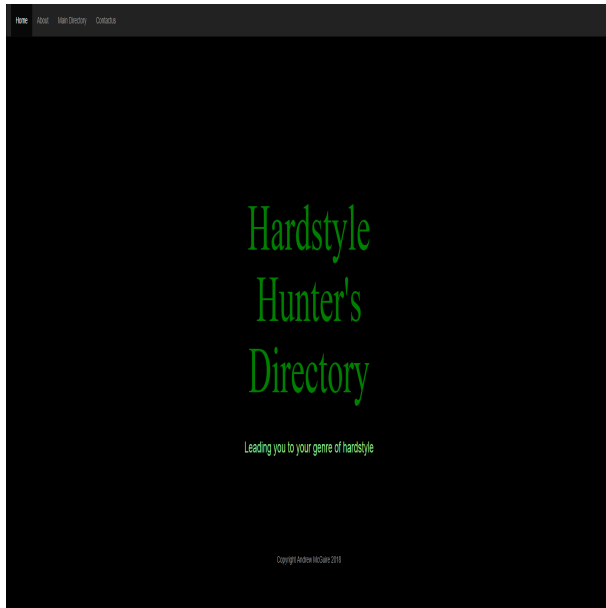 Home About Main Directory Contactus
Hardstyle
Hunter's
Directory
Leading you to your genre of hardstyle
Copyright Andrew McGuire 2018